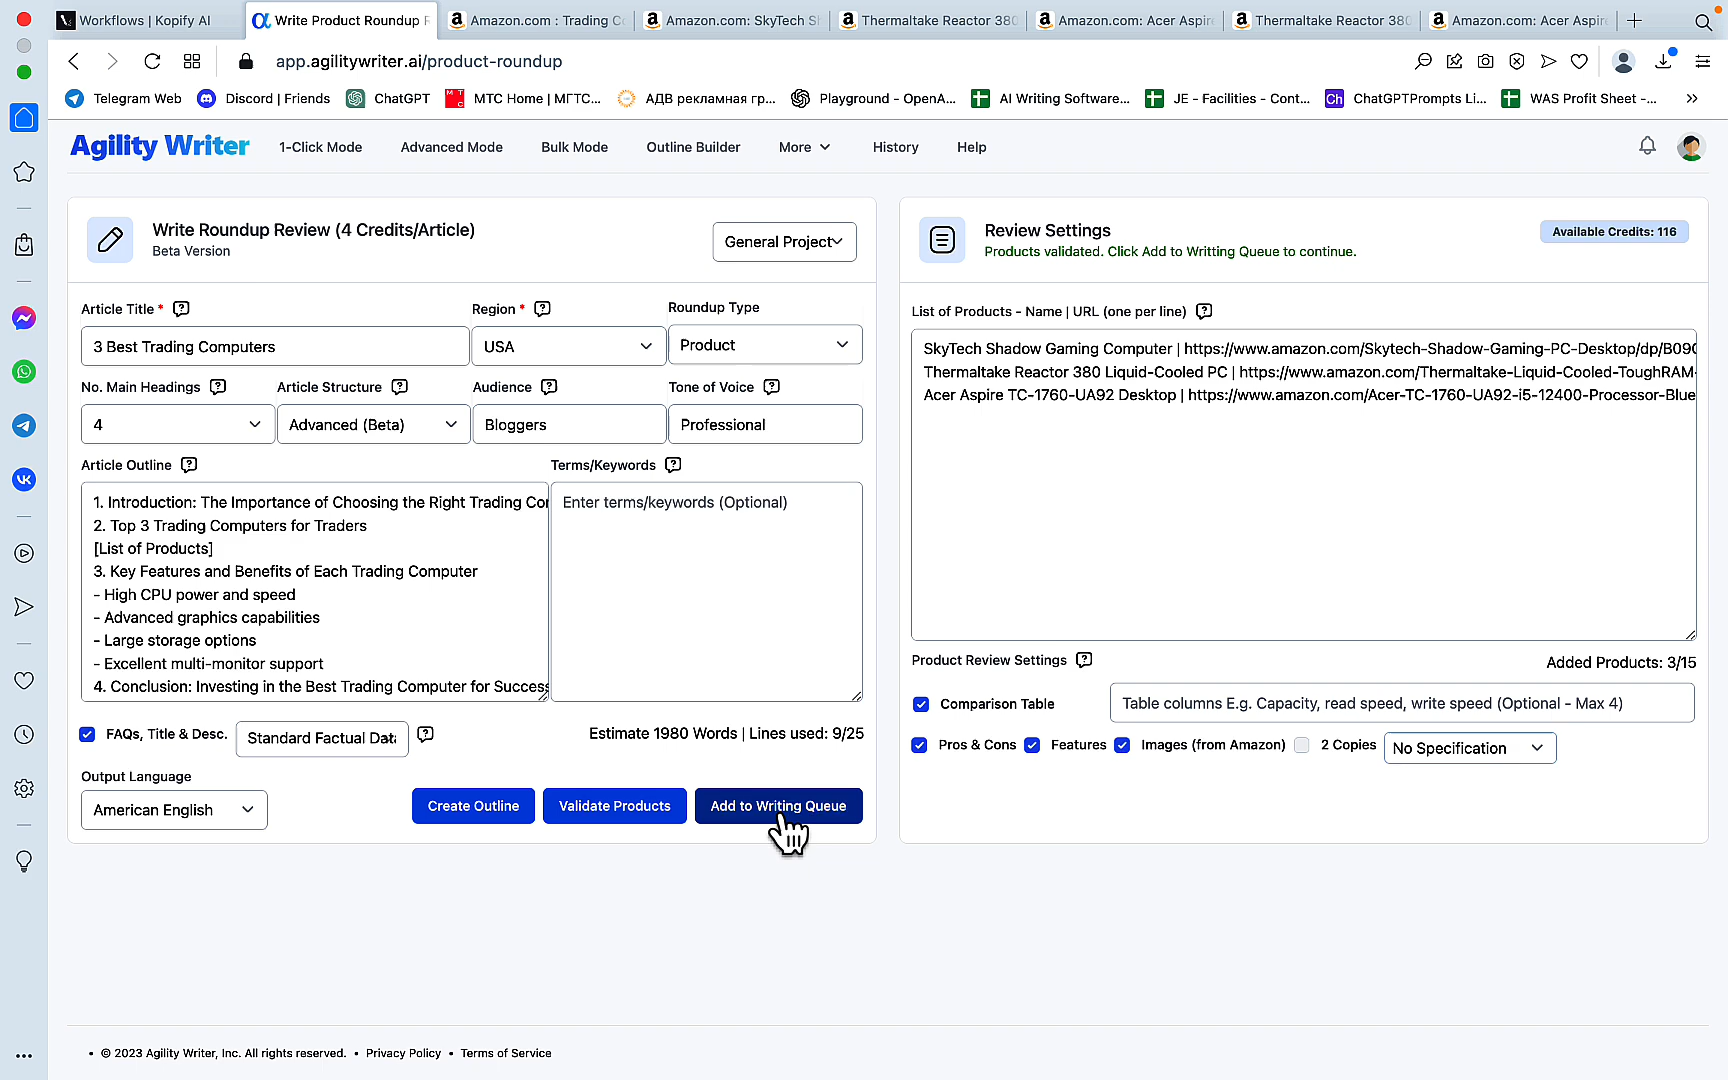 Workflows | Kopify AI
Write Product Roundup R
Amazon.com : Trading Co
Amazon.com: SkyTech Sh
Thermaltake Reactor 380
Amazon.com: Acer Aspire
Thermaltake Reactor 380
Amazon.com: Acer Aspire
app.agilitywriter.ai/product-roundup
Telegram Web
Discord | Friends
ChatGPT
МТС Home | МГТС...
АДВ рекламная гр...
Playground - OpenA...
AI Writing Software...
JE - Facilities - Cont...
Ch ChatGPTPrompts Li...
WAS Profit Sheet -...
Agility Writer
1-Click Mode
Advanced Mode
Bulk Mode
Outline Builder
More
History
Help
Write Roundup Review (4 Credits/Article)
Beta Version
General Project
Article Title *
Region *
Roundup Type
3 Best Trading Computers
USA
Product
No. Main Headings
Article Structure
Audience
Tone of Voice
4
Advanced (Beta)
Bloggers
Professional
Article Outline
Terms/Keywords
1. Introduction: The Importance of Choosing the Right Trading Co
2. Top 3 Trading Computers for Traders
[List of Products]
3. Key Features and Benefits of Each Trading Computer
- High CPU power and speed
- Advanced graphics capabilities
- Large storage options
- Excellent multi-monitor support
4. Conclusion: Investing in the Best Trading Computer for Success
Enter terms/keywords (Optional)
FAQs, Title & Desc.
Standard Factual Data
Estimate 1980 Words | Lines used: 9/25
Output Language
American English
Create Outline
Validate Products
Add to Writing Queue
Review Settings
Products validated. Click Add to Writting Queue to continue.
Available Credits: 116
List of Products - Name | URL (one per line)
SkyTech Shadow Gaming Computer | https://www.amazon.com/Skytech-Shadow-Gaming-PC-Desktop/dp/B09C
Thermaltake Reactor 380 Liquid-Cooled PC | https://www.amazon.com/Thermaltake-Liquid-Cooled-ToughRAM-
Acer Aspire TC-1760-UA92 Desktop | https://www.amazon.com/Acer-TC-1760-UA92-i5-12400-Processor-Blue
Product Review Settings
Added Products: 3/15
Comparison Table
Table columns E.g. Capacity, read speed, write speed (Optional - Max 4)
Pros & Cons
Features
Images (from Amazon)
2 Copies
No Specification
• © 2023 Agility Writer, Inc. All rights reserved. • Privacy Policy • Terms of Service